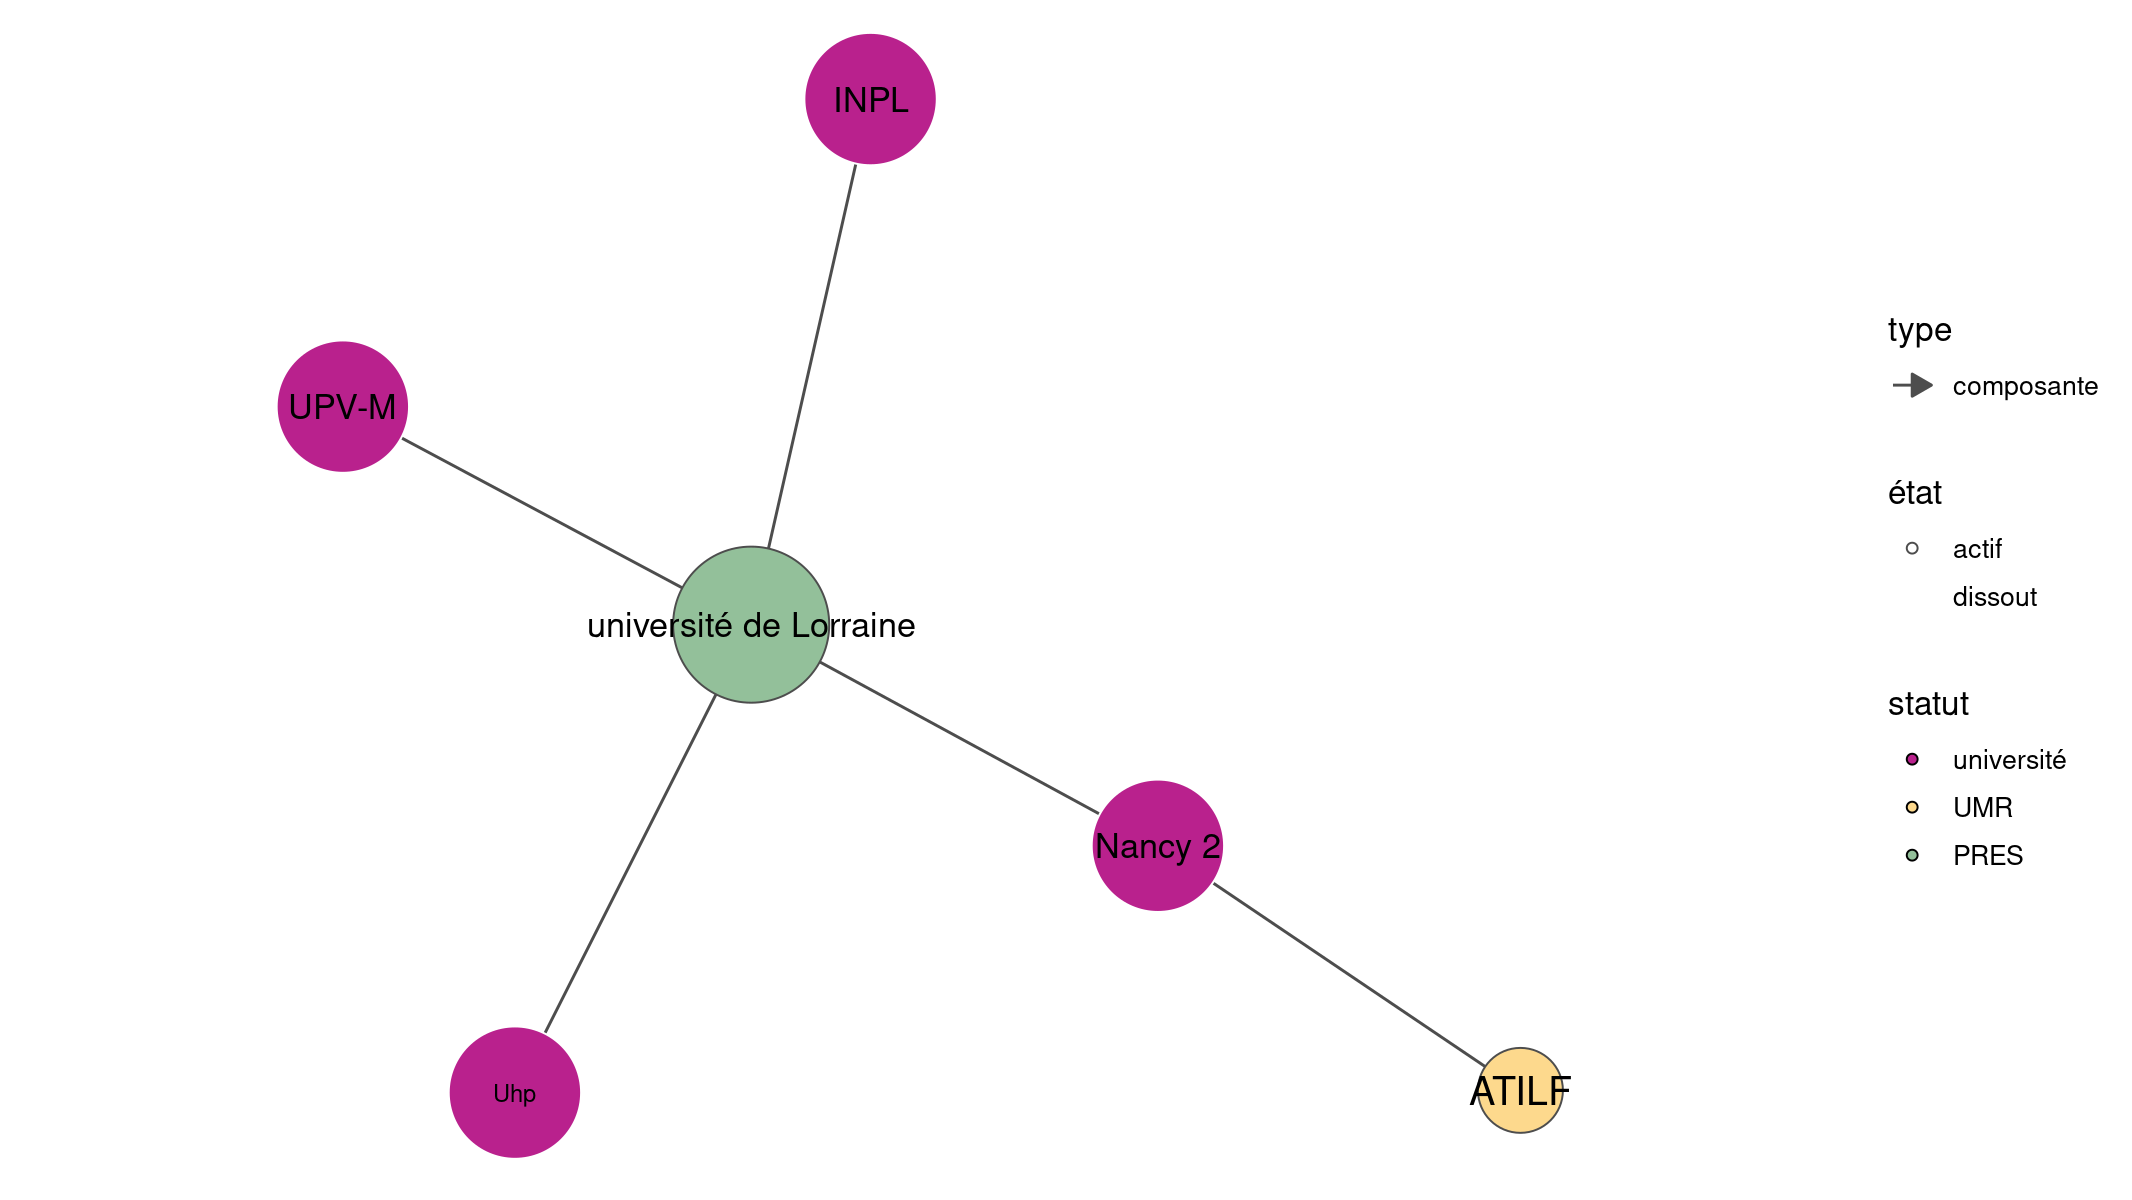 INPL
UPV-M
université de Lorraine
Nancy 2
Uhp
ATILF
type
composante
état
actif
dissout
statut
université
UMR
PRES